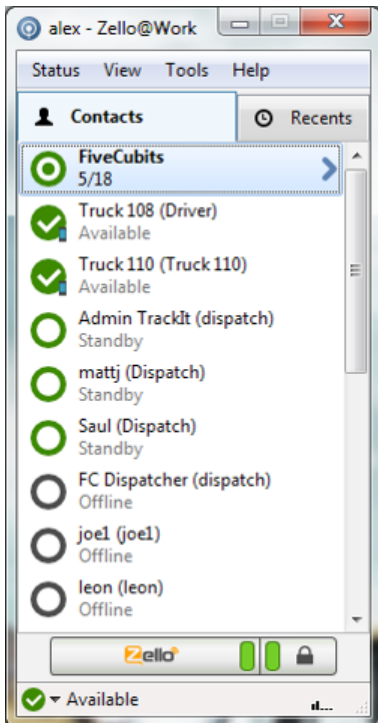 alex - Zello@Work
Status View Tools Help
Contacts Recents
FiveCubits
5/18
Truck 108 (Driver)
Available
Truck 110 (Truck 110)
Available
Admin TrackIt (dispatch)
Standby
mattj (Dispatch)
Standby
Saul (Dispatch)
Standby
FC Dispatcher (dispatch)
Offline
joe1 (joe1)
Offline
leon (leon)
Offline
Zello
Available